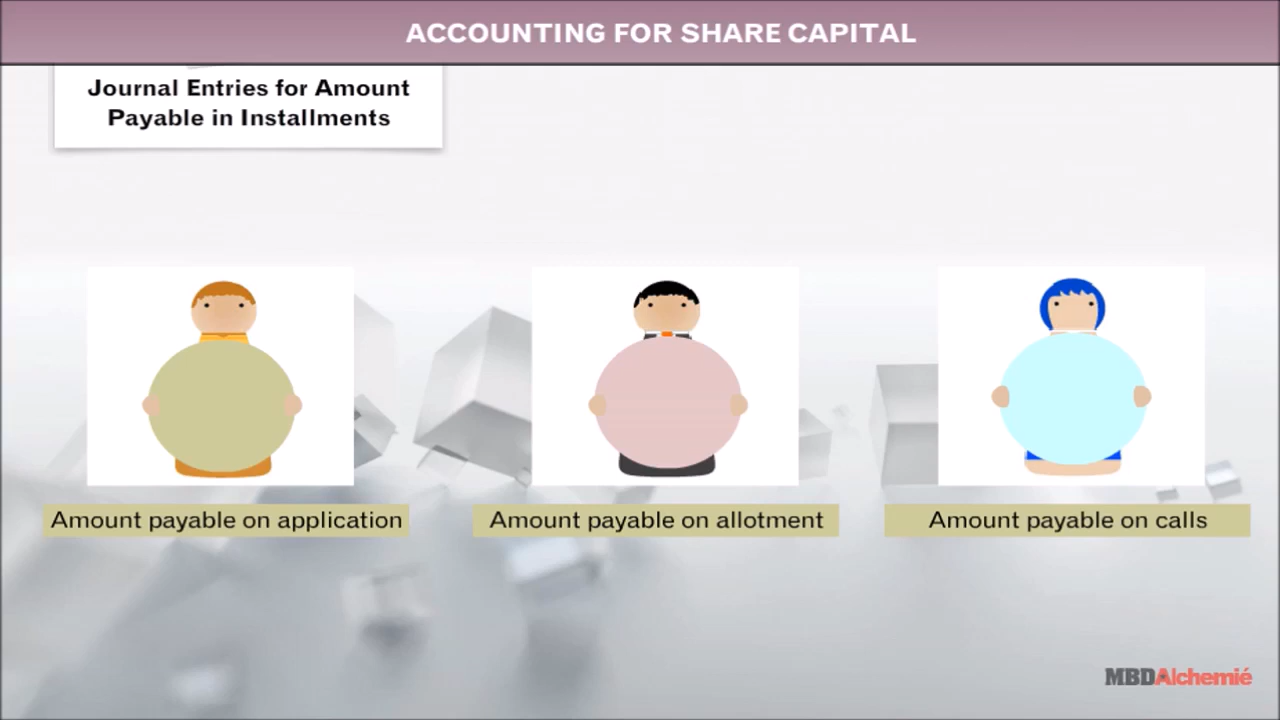 ACCOUNTING FOR SHARE CAPITAL
Journal Entries for Amount
Payable in Installments
Amount payable on application
Amount payable on allotment
Amount payable on calls
MBDAlchemié